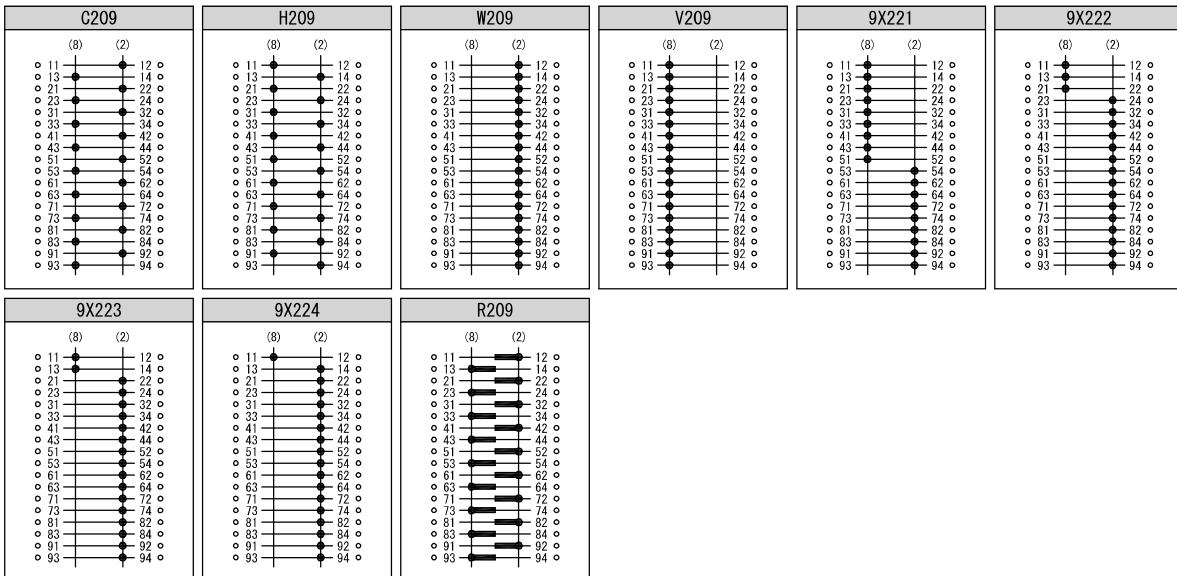 C209 H209 W209 V209 9X221 9X222
(8) (2) (8) (2) (8) (2) (8) (2) (8) (2) (8) (2)
11 12 11 12 11 12 11 12 11 12 11 12
13 14 13 14 13 14 13 14 13 14 13 14
21 22 21 22 21 22 21 22 21 22 21 22
23 24 23 24 23 24 23 24 23 24 23 24
31 32 31 32 31 32 31 32 31 32 31 32
33 34 33 34 33 34 33 34 33 34 33 34
41 42 41 42 41 42 41 42 41 42 41 42
43 44 43 44 43 44 43 44 43 44 43 44
51 52 51 52 51 52 51 52 51 52 51 52
53 54 53 54 53 54 53 54 53 54 53 54
61 62 61 62 61 62 61 62 61 62 61 62
63 64 63 64 63 64 63 64 63 64 63 64
71 72 71 72 71 72 71 72 71 72 71 72
73 74 73 74 73 74 73 74 73 74 73 74
81 82 81 82 81 82 81 82 81 82 81 82
83 84 83 84 83 84 83 84 83 84 83 84
91 92 91 92 91 92 91 92 91 92 91 92
93 94 93 94 93 94 93 94 93 94 93 94
9X223 9X224 R209
(8) (2) (8) (2) (8) (2)
11 12 11 12 11 12
13 14 13 14 13 14
21 22 21 22 21 22
23 24 23 24 23 24
31 32 31 32 31 32
33 34 33 34 33 34
41 42 41 42 41 42
43 44 43 44 43 44
51 52 51 52 51 52
53 54 53 54 53 54
61 62 61 62 61 62
63 64 63 64 63 64
71 72 71 72 71 72
73 74 73 74 73 74
81 82 81 82 81 82
83 84 83 84 83 84
91 92 91 92 91 92
93 94 93 94 93 94